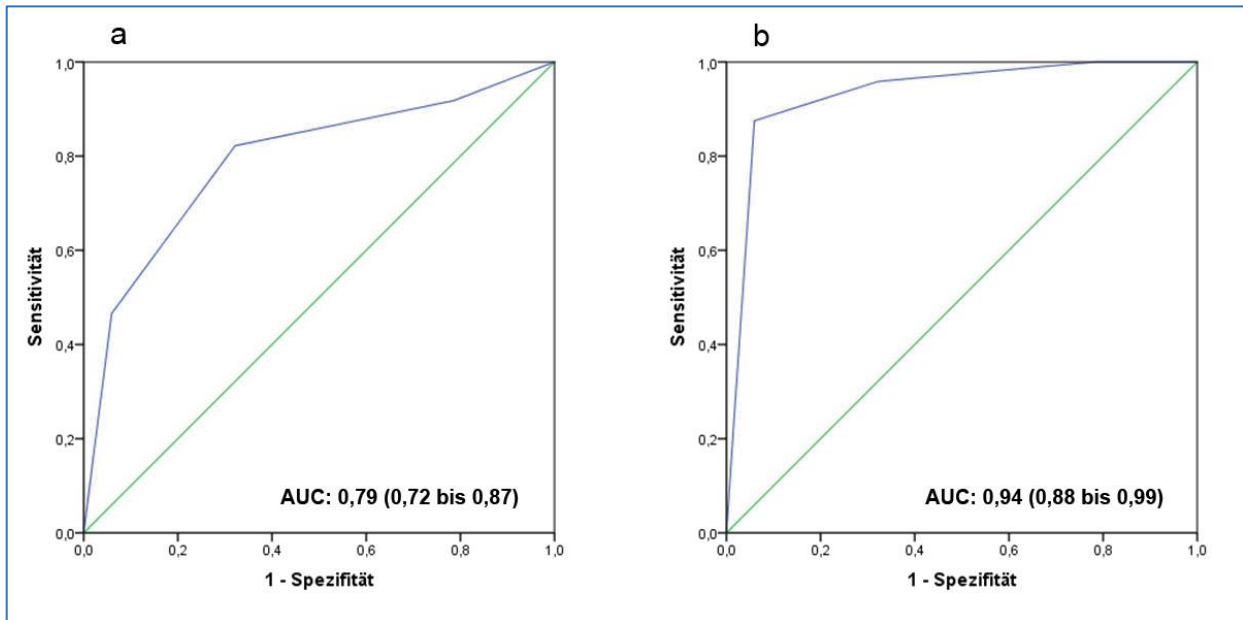 a
1,0
0,8
0,6
0,4
0,2
0,0
Sensitivität
0,0 0,2 0,4 0,6 0,8 1,0
1 - Spezifität
AUC: 0,79 (0,72 bis 0,87)
b
1,0
0,8
0,6
0,4
0,2
0,0
Sensitivität
0,0 0,2 0,4 0,6 0,8 1,0
1 - Spezifität
AUC: 0,94 (0,88 bis 0,99)